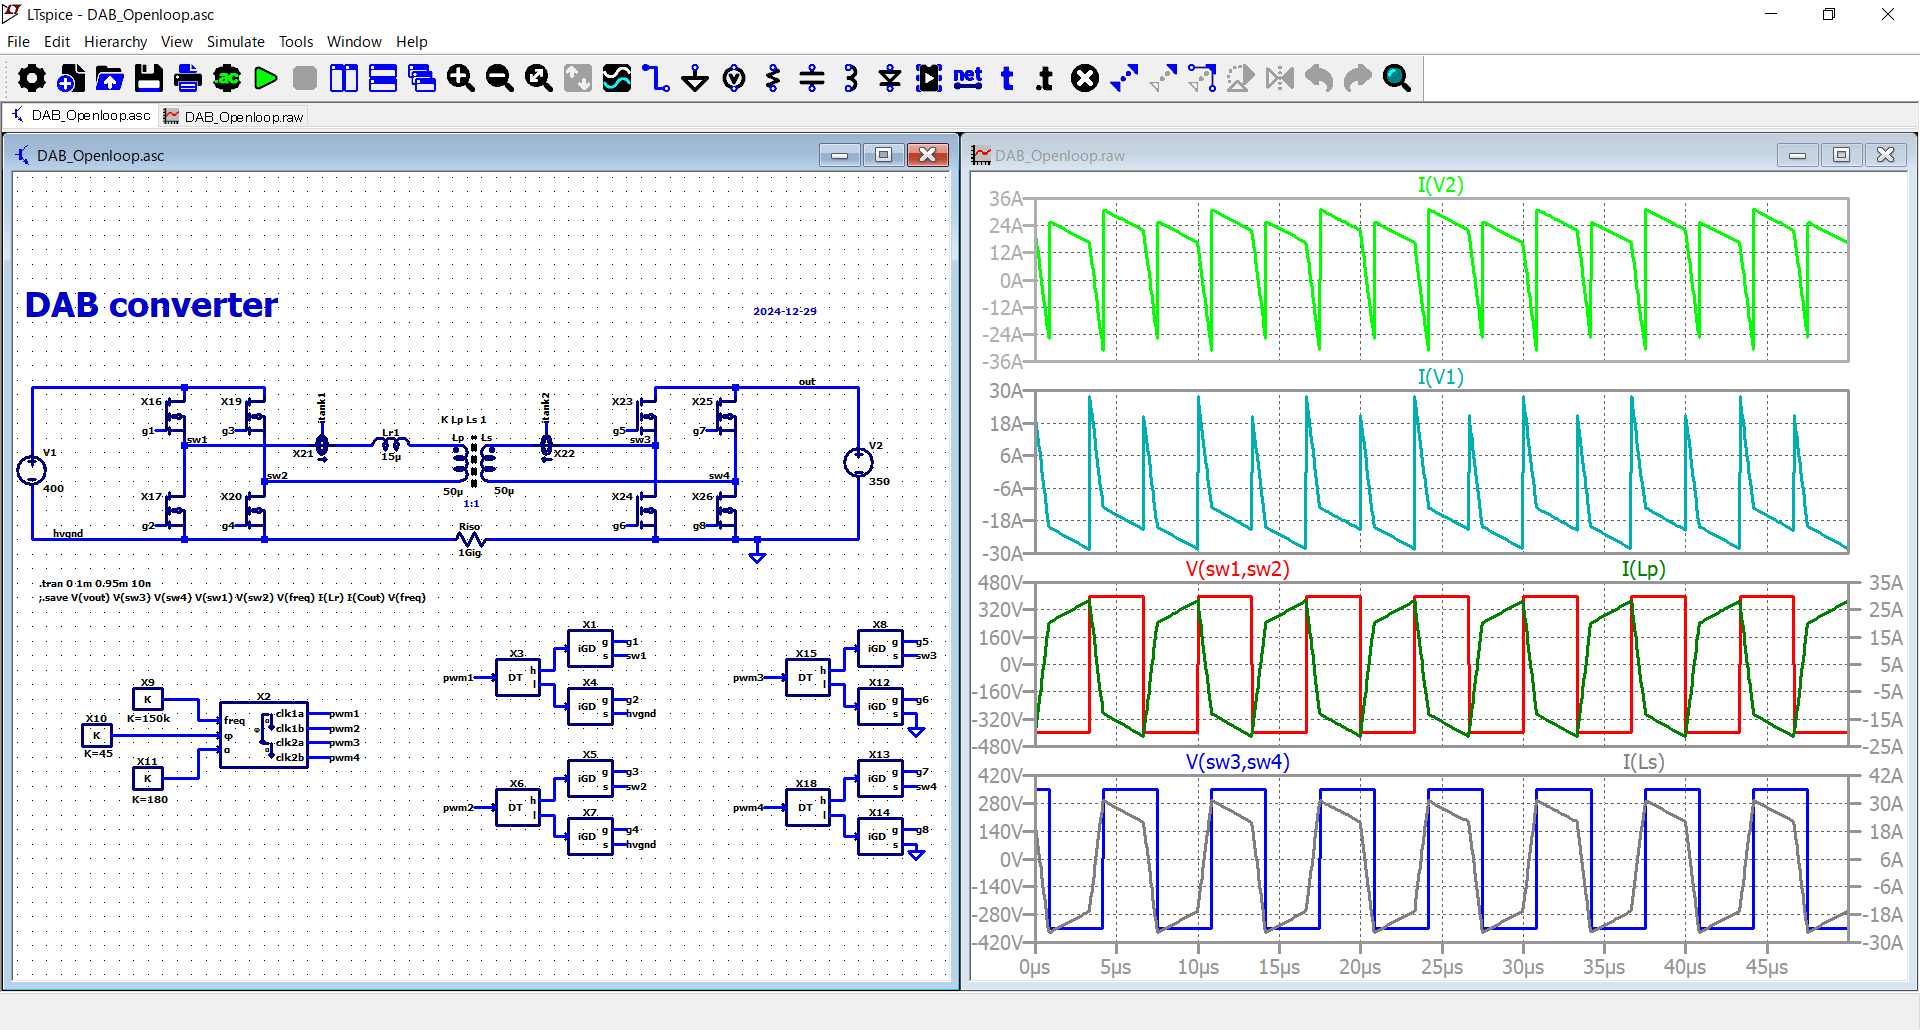 LTspice - DAB_Openloop.asc
File Edit Hierarchy View Simulate Tools Window Help
.ac net t .t
DAB_Openloop.asc DAB_Openloop.raw
DAB_Openloop.asc
DAB converter
2024-12-29
X16 X19 itank1 itank2 X23 X25 out
g1 g3 K Lp Ls 1 g5 g7
sw1 Lr1 Lp Ls sw3 V2
V1 X21 15µ X22
400 sw2 sw4 350
X17 X20 50µ 50µ X24 X26
1:1
g2 g4 g6 g8
hvgnd Riso
1Gig
.tran 0 1m 0.95m 10n
;.save V(vout) V(sw3) V(sw4) V(sw1) V(sw2) V(freq) I(Lr) I(Cout) V(freq)
X9
K
K=150k
X10
K
K=45
X11
K
K=180
X2
freq clk1a pwm1
φ clk1b pwm2
α clk2a pwm3
clk2b pwm4
φ
X3
pwm1 DT h l
X1
iGD g s g1 sw1
X4
iGD g s g2 hvgnd
X6
pwm2 DT h l
X5
iGD g s g3 sw2
X7
iGD g s g4 hvgnd
X15
pwm3 DT h l
X8
iGD g s g5 sw3
X12
iGD g s g6
X18
pwm4 DT h l
X13
iGD g s g7 sw4
X14
iGD g s g8
DAB_Openloop.raw
I(V2)
36A
24A
12A
0A
-12A
-24A
-36A
I(V1)
30A
18A
6A
-6A
-18A
-30A
V(sw1,sw2) I(Lp)
480V 35A
320V 25A
160V 15A
0V 5A
-160V -5A
-320V -15A
-480V -25A
V(sw3,sw4) I(Ls)
420V 42A
280V 30A
140V 18A
0V 6A
-140V -6A
-280V -18A
-420V -30A
0µs 5µs 10µs 15µs 20µs 25µs 30µs 35µs 40µs 45µs